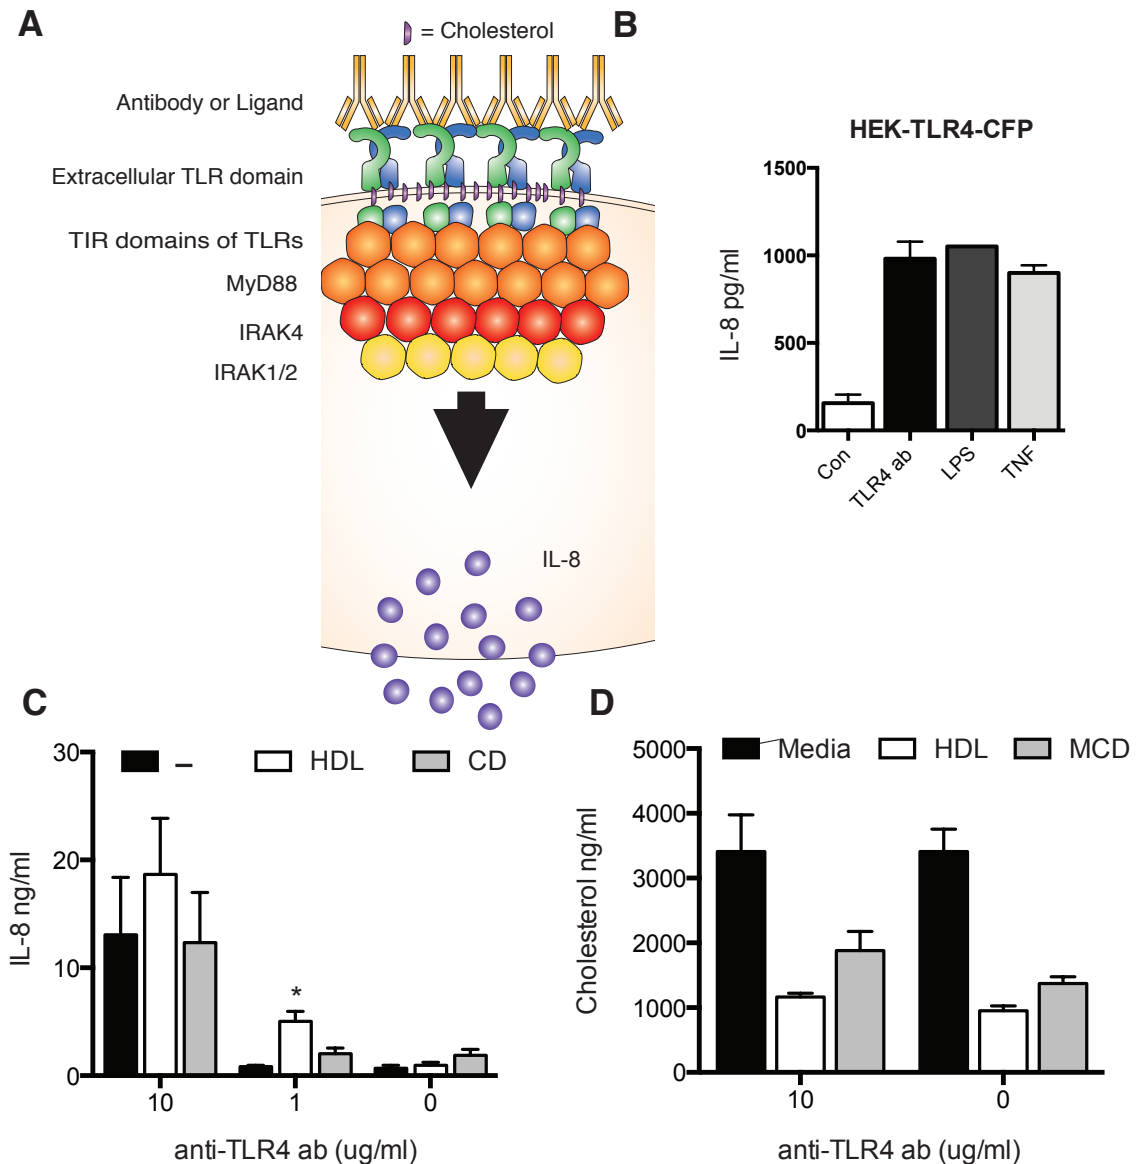 A
= Cholesterol
Antibody or Ligand
Extracellular TLR domain
TIR domains of TLRs
MyD88
IRAK4
IRAK1/2
IL-8
B
HEK-TLR4-CFP
IL-8 pg/ml
1500
1000
500
0
Con
TLR4 ab
LPS
TNF
C
– HDL CD
IL-8 ng/ml
30
20
10
0
*
10 1 0
anti-TLR4 ab (ug/ml)
D
Media HDL MCD
Cholesterol ng/ml
5000
4000
3000
2000
1000
0
10 0
anti-TLR4 ab (ug/ml)